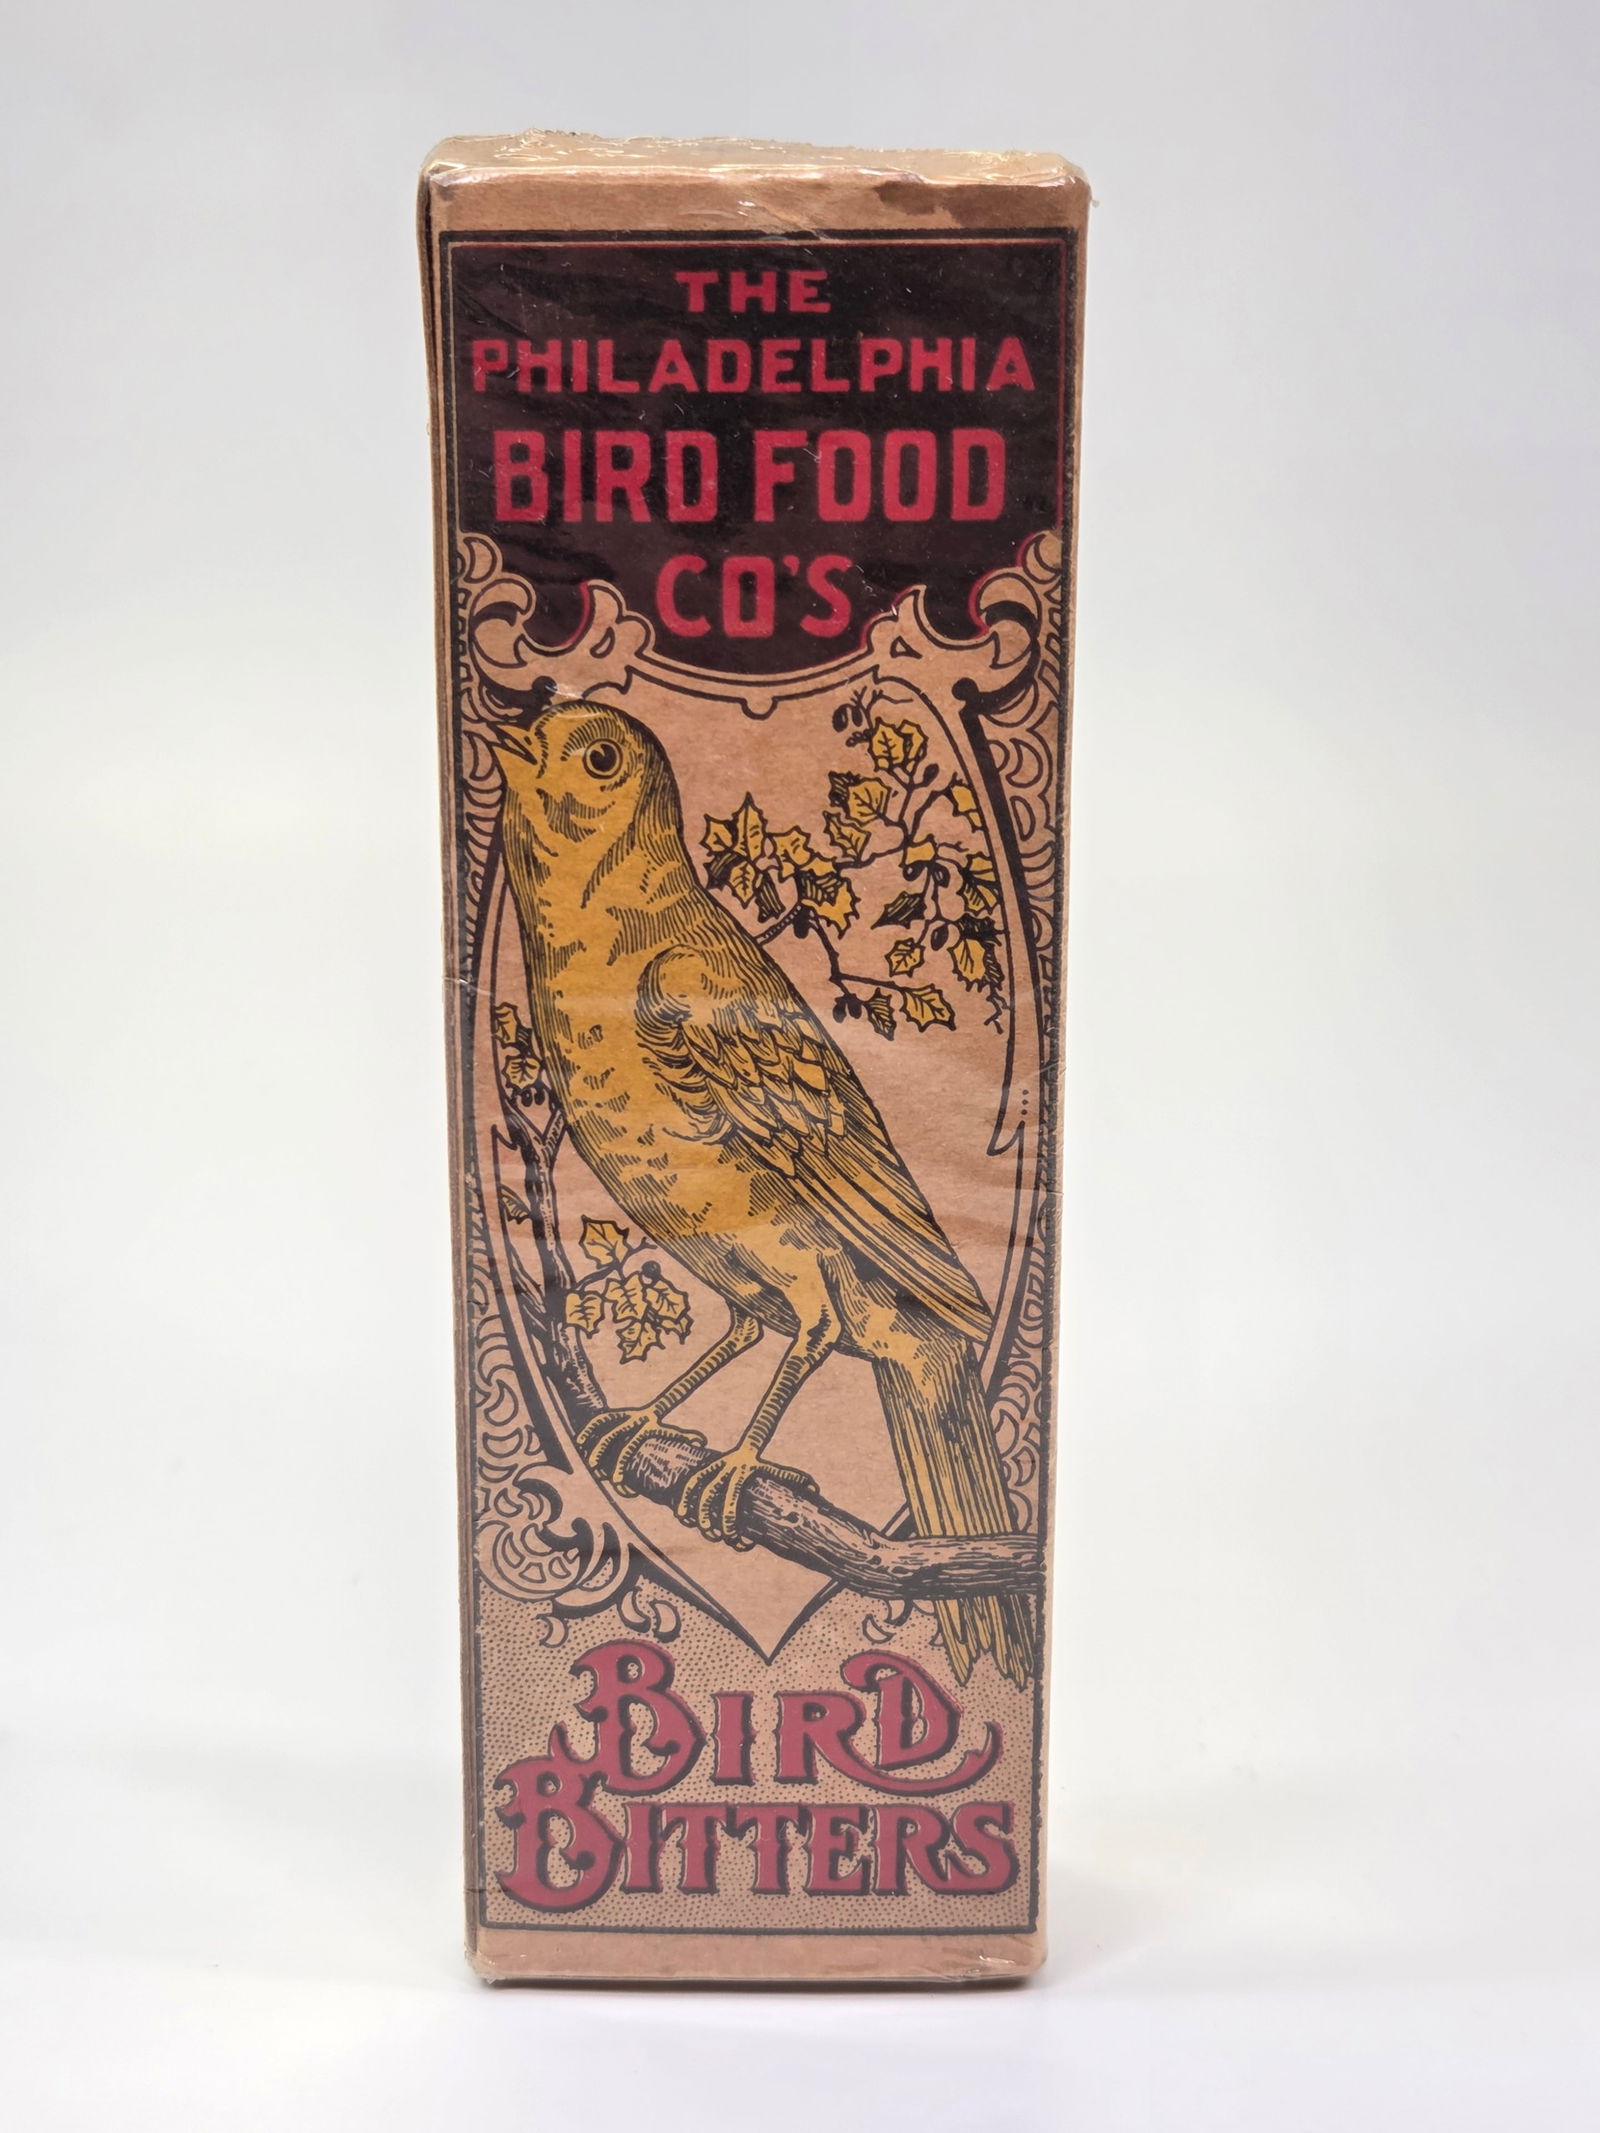 THE
PHILADELPHIA
BIRD FOOD
CO'S
BIRD
BITTERS